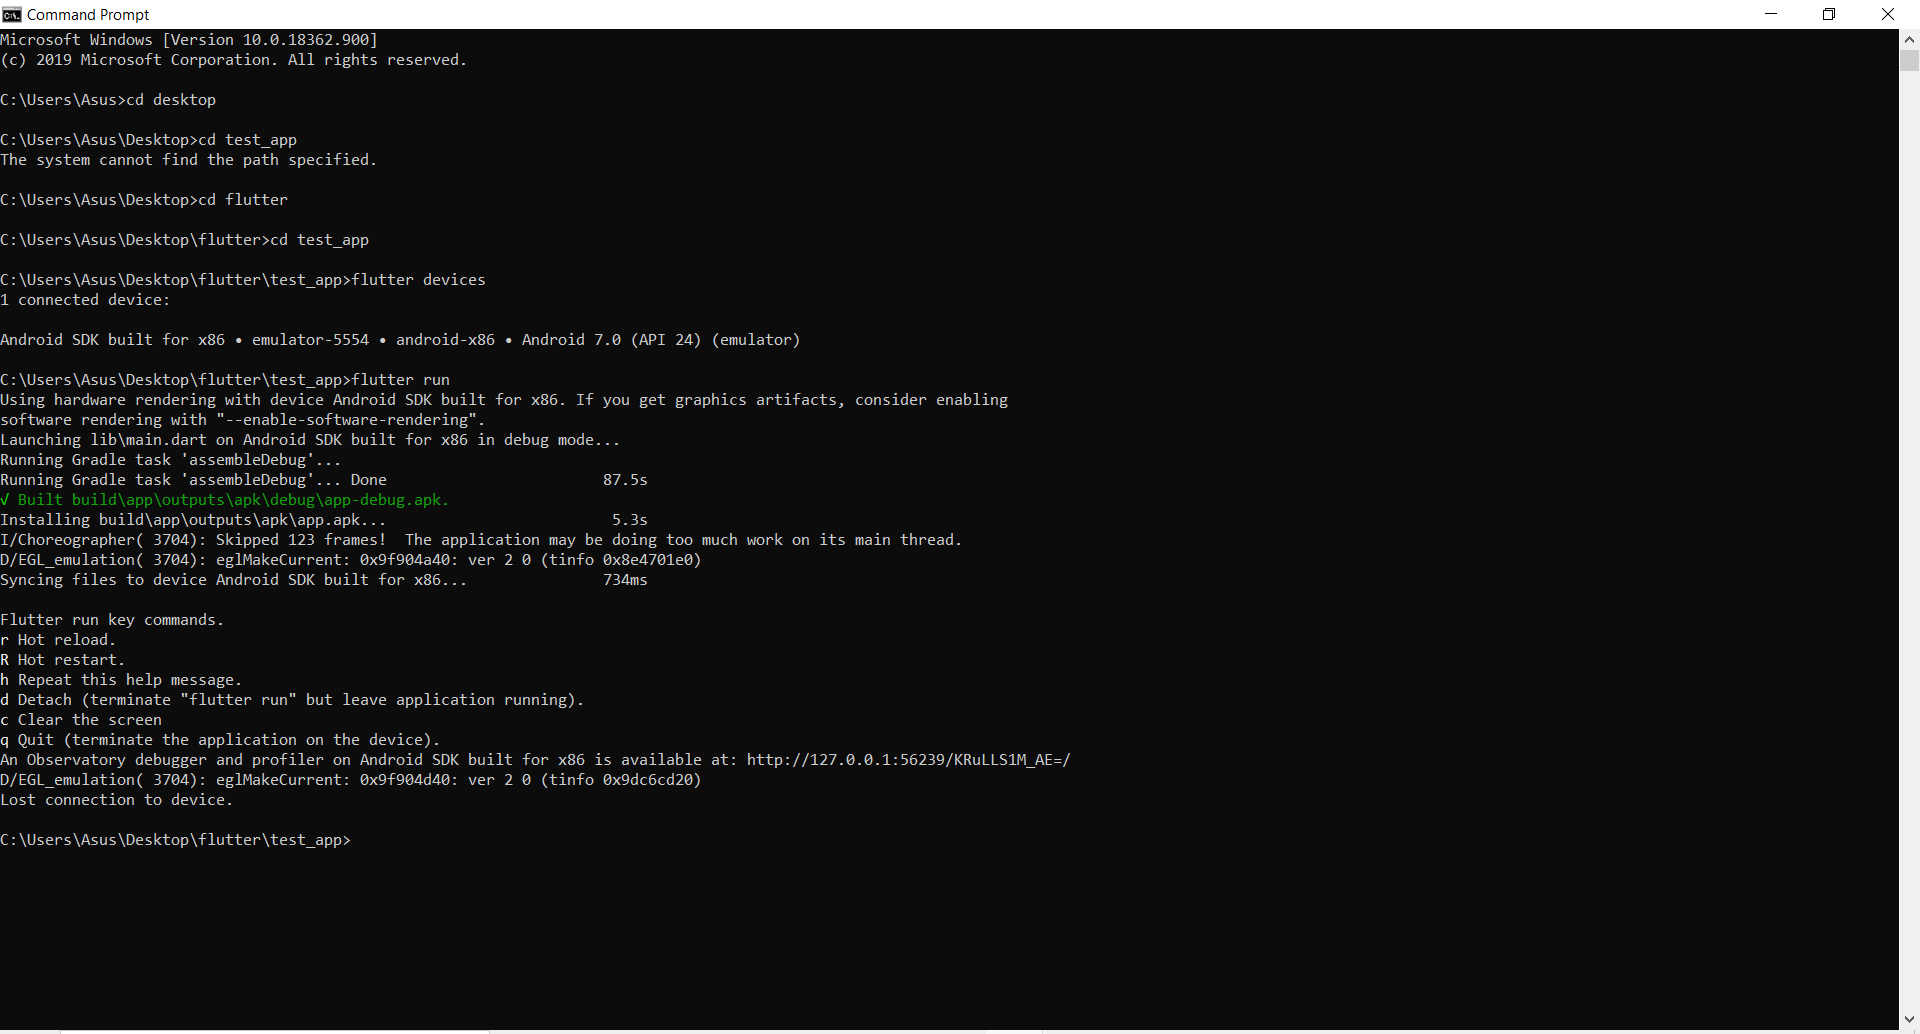 Command Prompt
Microsoft Windows [Version 10.0.18362.900]
(c) 2019 Microsoft Corporation. All rights reserved.
C:\Users\Asus>cd desktop
C:\Users\Asus\Desktop>cd test_app
The system cannot find the path specified.
C:\Users\Asus\Desktop>cd flutter
C:\Users\Asus\Desktop\flutter>cd test_app
C:\Users\Asus\Desktop\flutter\test_app>flutter devices
1 connected device:
Android SDK built for x86 • emulator-5554 • android-x86 • Android 7.0 (API 24) (emulator)
C:\Users\Asus\Desktop\flutter\test_app>flutter run
Using hardware rendering with device Android SDK built for x86. If you get graphics artifacts, consider enabling
software rendering with "--enable-software-rendering".
Launching lib\main.dart on Android SDK built for x86 in debug mode...
Running Gradle task 'assembleDebug'...
Running Gradle task 'assembleDebug'... Done                        87.5s
√ Built build\app\outputs\apk\debug\app-debug.apk.
Installing build\app\outputs\apk\app.apk...                         5.3s
I/Choreographer( 3704): Skipped 123 frames!  The application may be doing too much work on its main thread.
D/EGL_emulation( 3704): eglMakeCurrent: 0x9f904a40: ver 2 0 (tinfo 0x8e4701e0)
Syncing files to device Android SDK built for x86...               734ms
Flutter run key commands.
r Hot reload.
R Hot restart.
h Repeat this help message.
d Detach (terminate "flutter run" but leave application running).
c Clear the screen
q Quit (terminate the application on the device).
An Observatory debugger and profiler on Android SDK built for x86 is available at: http://127.0.0.1:56239/KRuLLS1M_AE=/
D/EGL_emulation( 3704): eglMakeCurrent: 0x9f904d40: ver 2 0 (tinfo 0x9dc6cd20)
Lost connection to device.
C:\Users\Asus\Desktop\flutter\test_app>